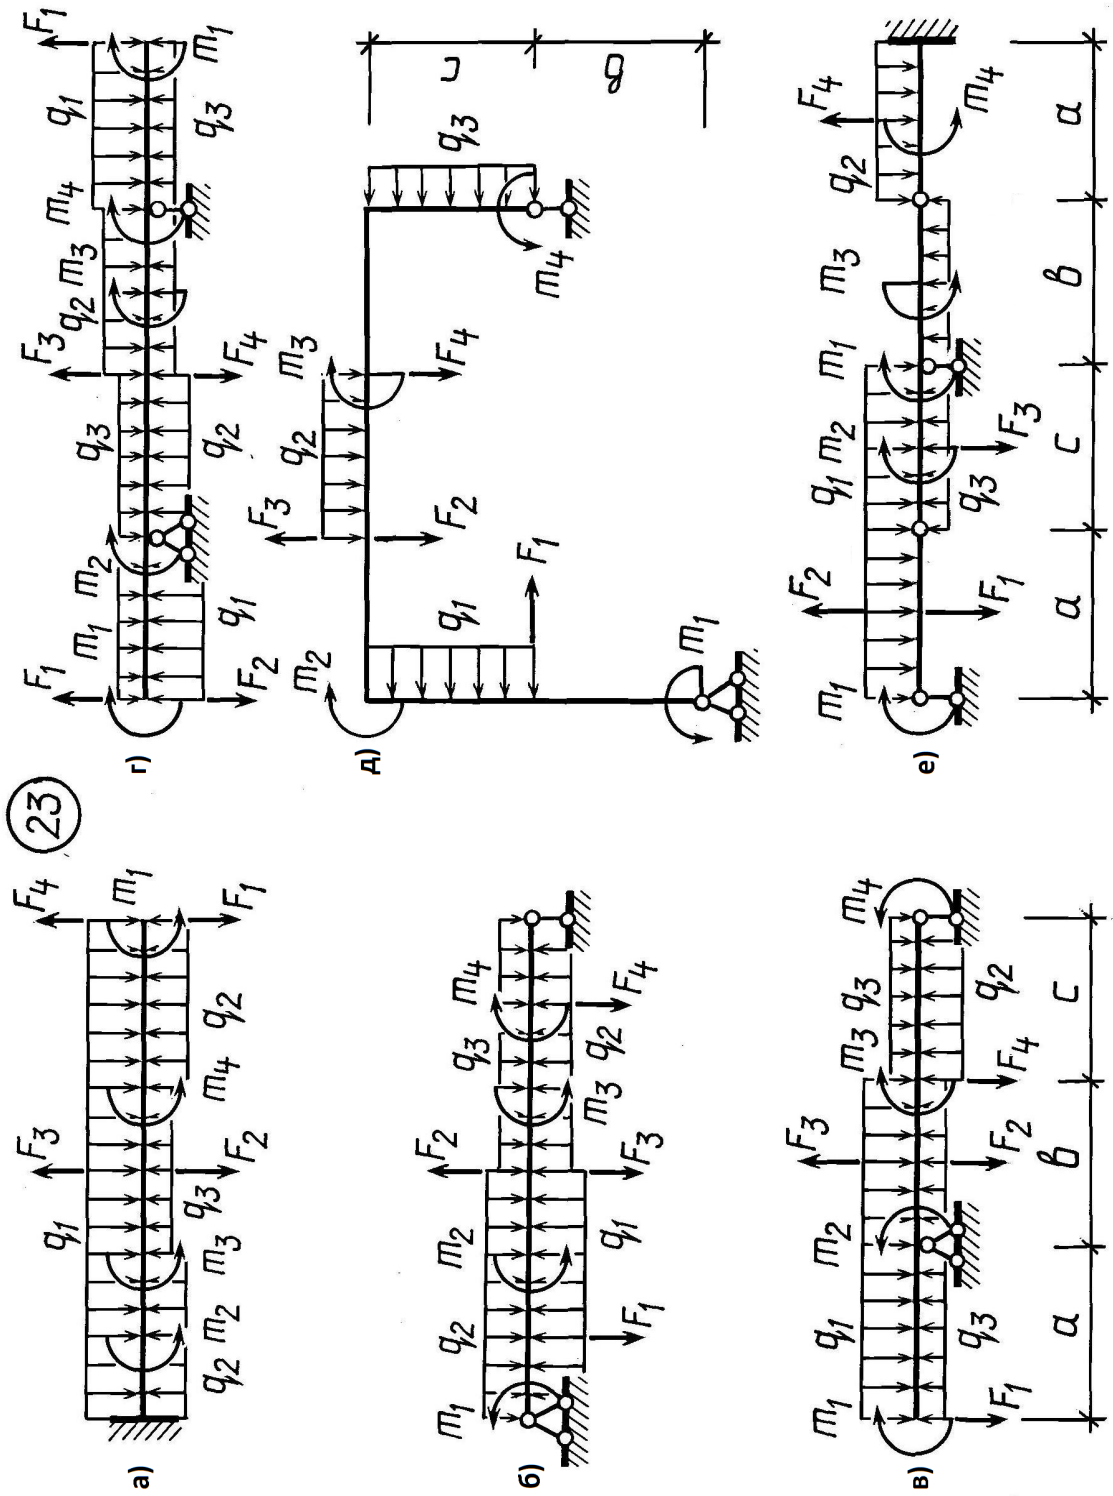 23
а)
F3 F4
q1 m1
q2 m2 m3 q3 m4 q2
F2 F1
б)
F2
m1 q2 m2 q3 m4
F1 q1 F3 m3 q2 F4
в)
F3
m1 q1 m2 m3 q3 m4
F1 q3 F2 F4 q2
a в c
г)
F1 F3 F1
m1 m2 q3 q2 m3 m4 q1
F2 q1 q2 F4 q3 m1
д)
F3
m2 q2 m3
q1 F2 F4 q3
F1 m4
m1
c
в
е)
F2 F4
m1 q1 m2 m1 m3 q2
F1 q3 F3 m4
a c в a